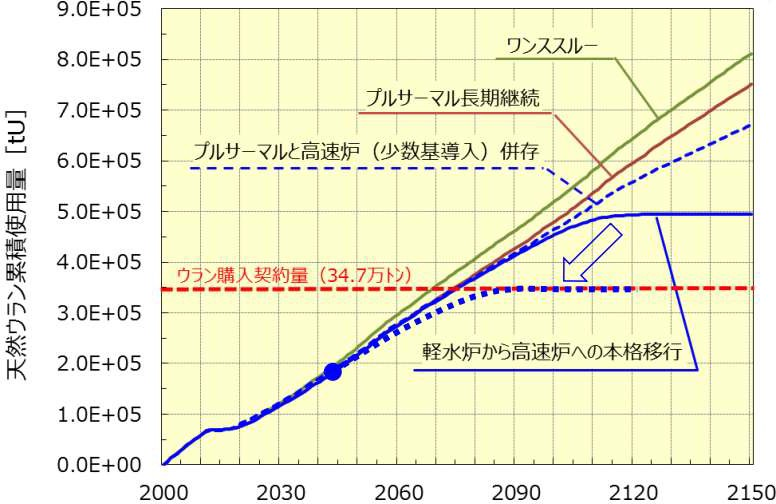 9.0E+05
8.0E+05
7.0E+05
6.0E+05
5.0E+05
4.0E+05
3.0E+05
2.0E+05
1.0E+05
0.0E+00
天然ウラン累積使用量［tU］
ワンススルー
プルサーマル長期継続
プルサーマルと高速炉（少数基導入）併存
ウラン購入契約量（34.7万トン）
軽水炉から高速炉への本格移行
2000 2030 2060 2090 2120 2150